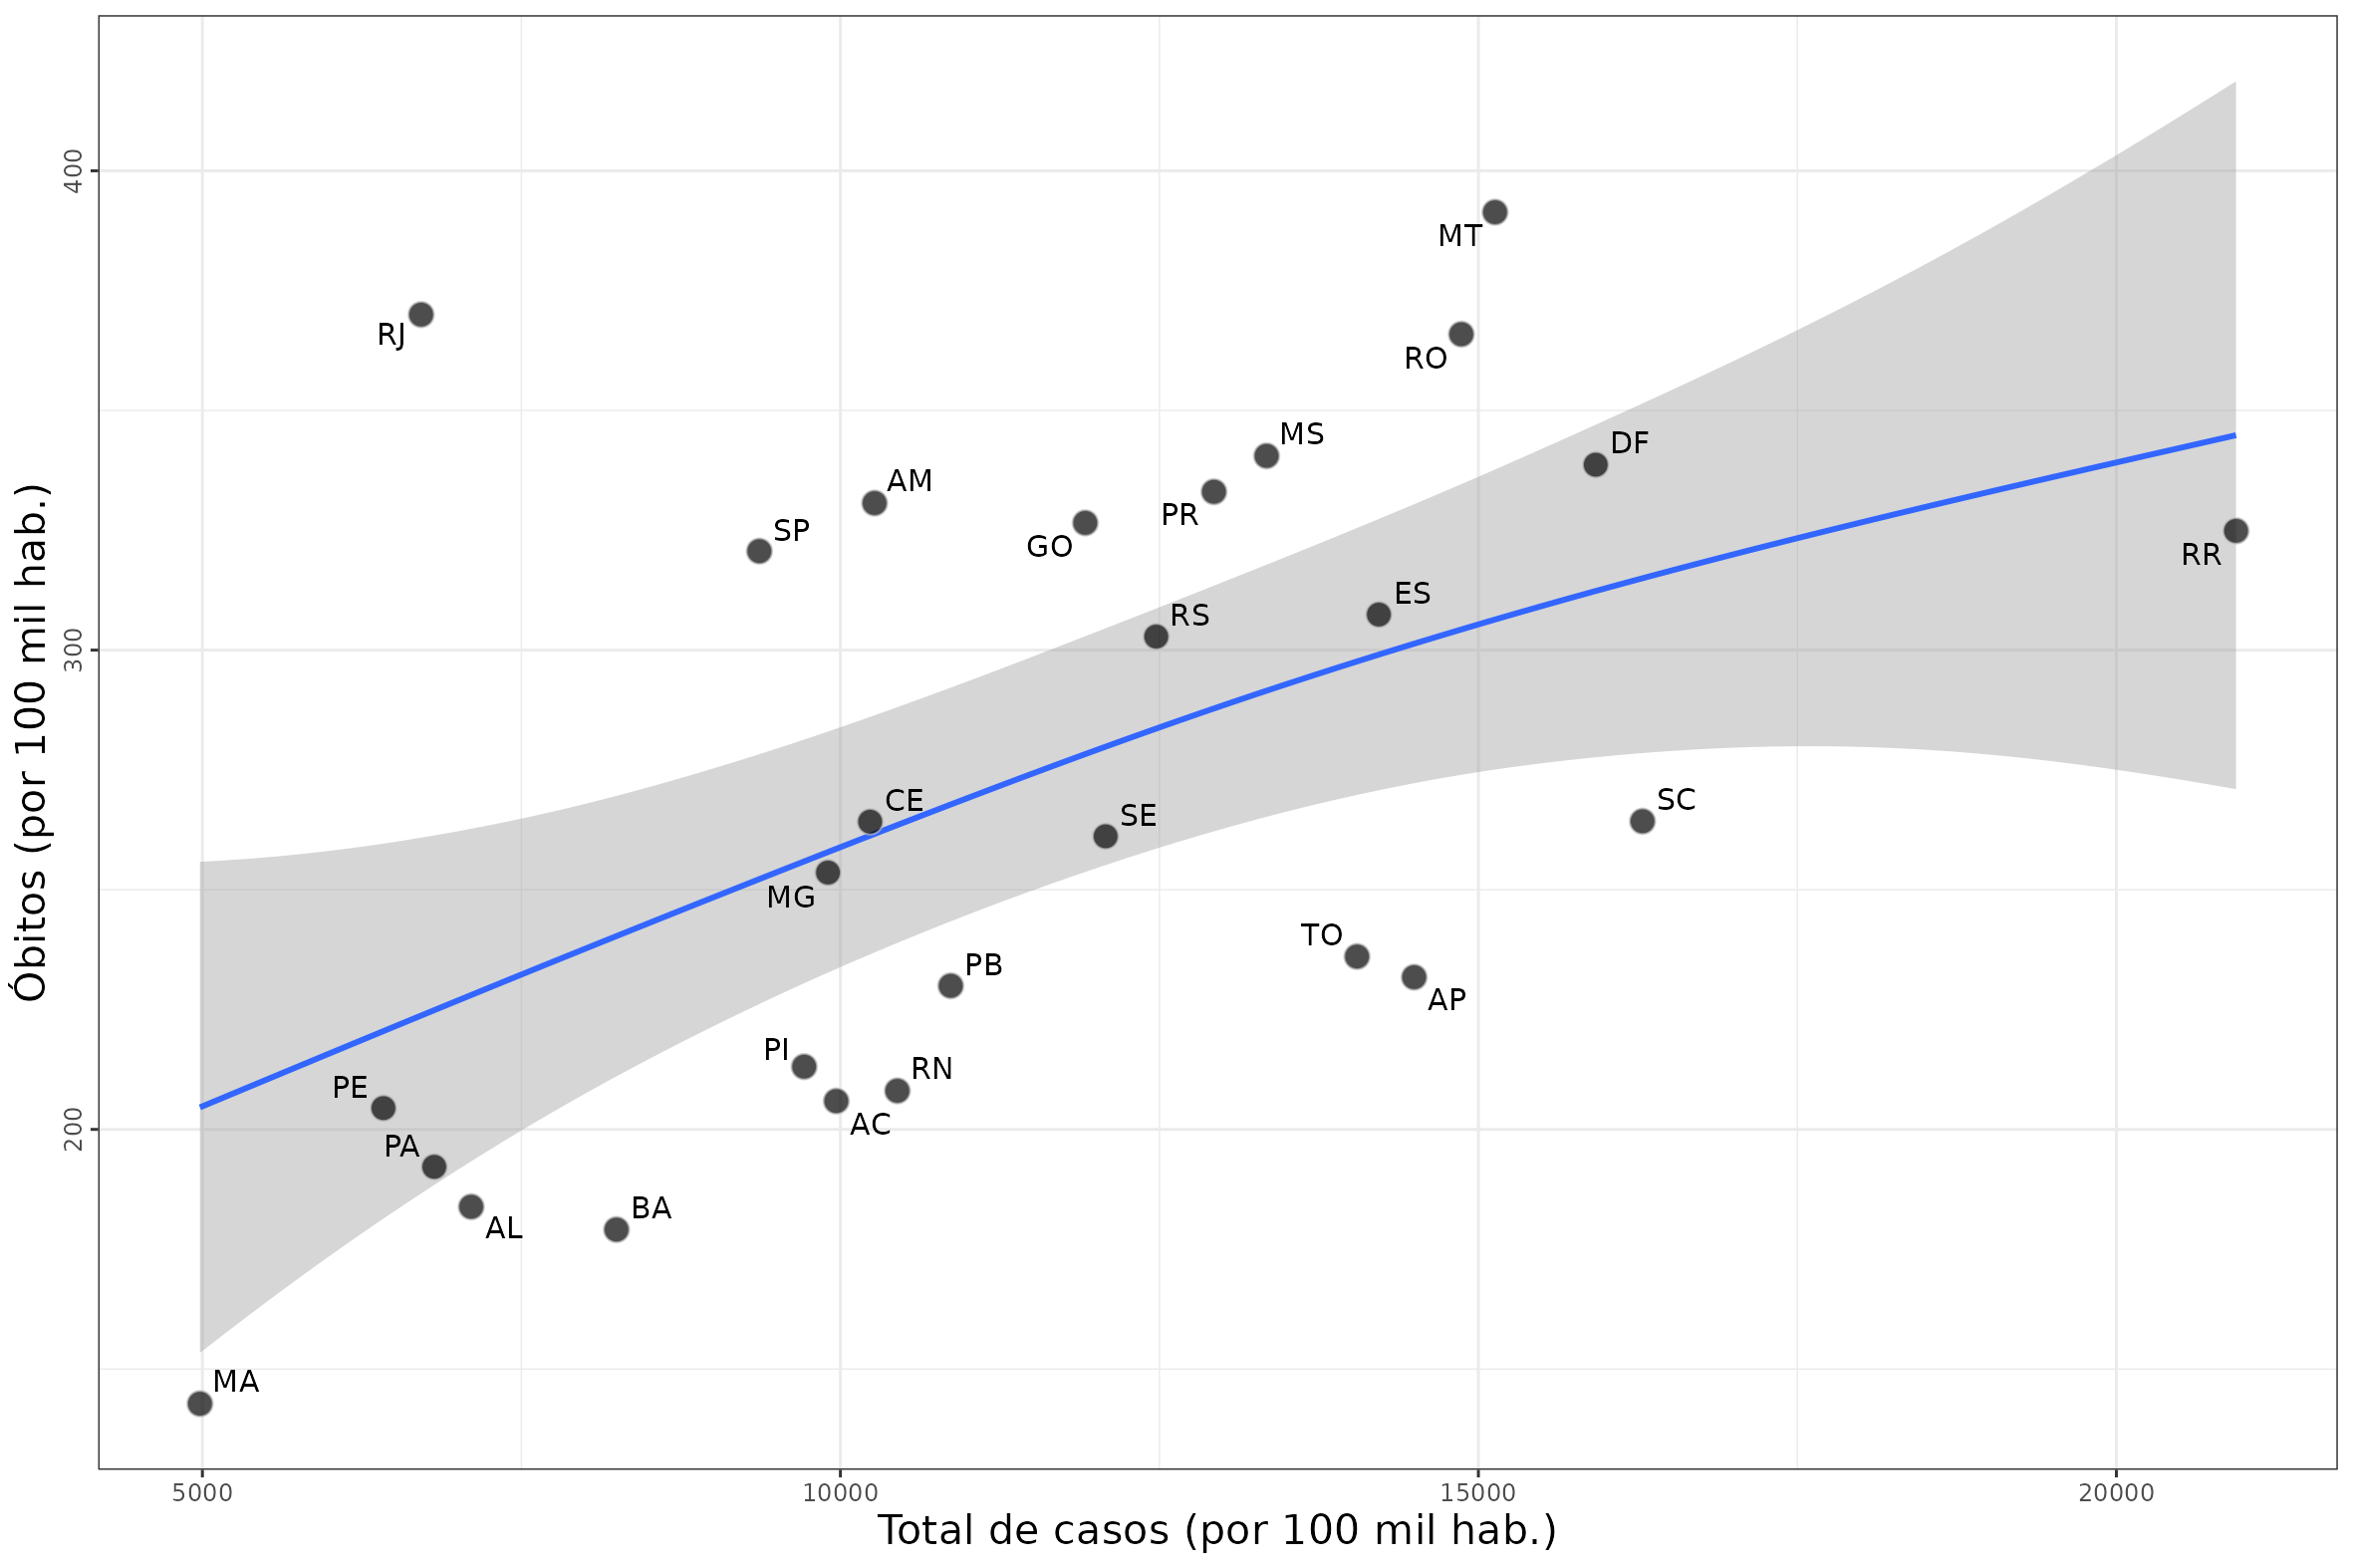 Óbitos (por 100 mil hab.)
400
300
200
MT
RJ
RO
MS
DF
AM
PR
SP
GO
RR
ES
RS
CE
SE
SC
MG
TO
PB
AP
PI
RN
PE
AC
PA
BA
AL
MA
5000 10000 15000 20000
Total de casos (por 100 mil hab.)